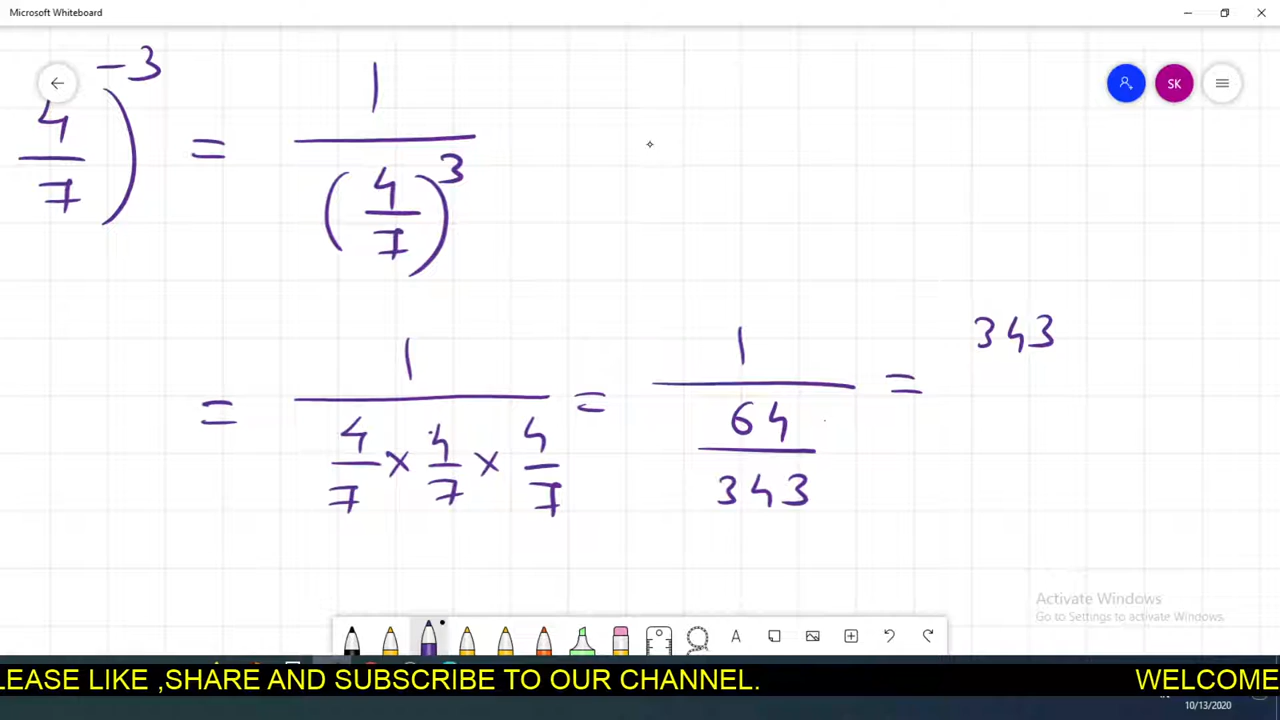 Microsoft Whiteboard
4/7)^-3 = 1/(4/7)^3
SK
= 1/(4/7 × 4/7 × 4/7) = 1/(64/343) = 343
Activate Windows
Go to Settings to activate Windows.
LEASE LIKE ,SHARE AND SUBSCRIBE TO OUR CHANNEL. WELCOME
10/13/2020